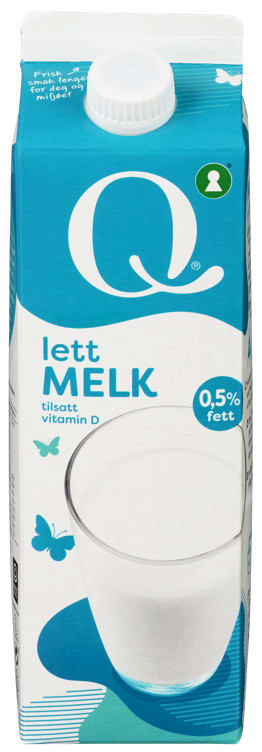 Frisk
smak lenger
for deg og
miljøet
Q®
lett
MELK
tilsatt
vitamin D
0,5%
fett